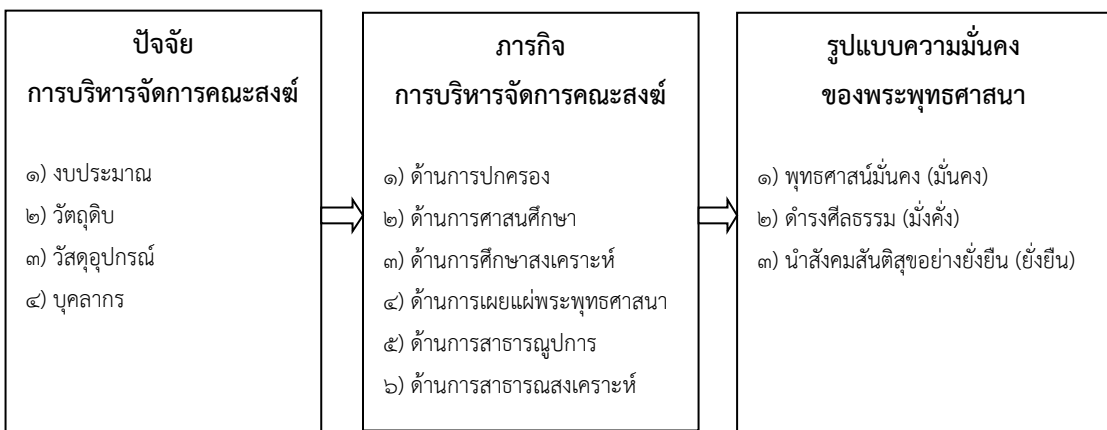 ปัจจัย
การบริหารจัดการคณะสงฆ์
๑) งบประมาณ
๒) วัตถุดิบ
๓) วัสดุอุปกรณ์
๔) บุคลากร
ภารกิจ
การบริหารจัดการคณะสงฆ์
๑) ด้านการปกครอง
๒) ด้านการศาสนศึกษา
๓) ด้านการศึกษาสงเคราะห์
๔) ด้านการเผยแผ่พระพุทธศาสนา
๕) ด้านการสาธารณูปการ
๖) ด้านการสาธารณสงเคราะห์
รูปแบบความมั่นคง
ของพระพุทธศาสนา
๑) พุทธศาสน์มั่นคง (มั่นคง)
๒) ดำรงศีลธรรม (มั่งคั่ง)
๓) นำสังคมสันติสุขอย่างยั่งยืน (ยั่งยืน)